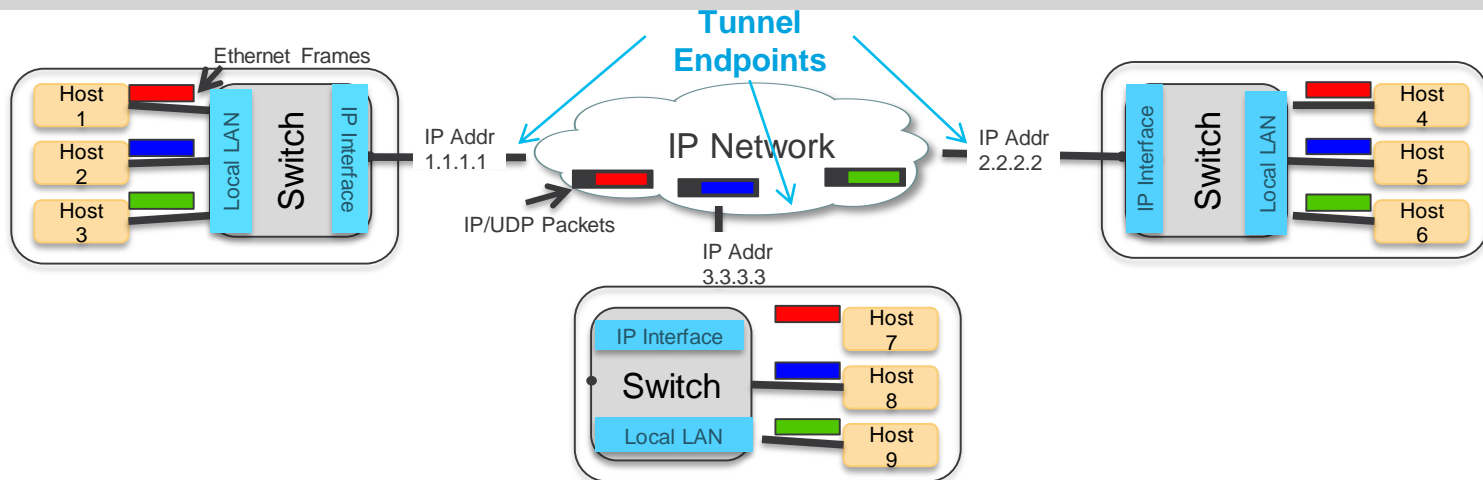 Tunnel
Endpoints
Ethernet Frames
Host
1
Host
2
Host
3
Local LAN
Switch
IP Interface
IP Addr
1.1.1.1
IP Network
IP/UDP Packets
IP Addr
3.3.3.3
IP Addr
2.2.2.2
IP Interface
Switch
Local LAN
Host
4
Host
5
Host
6
IP Interface
Switch
Local LAN
Host
7
Host
8
Host
9